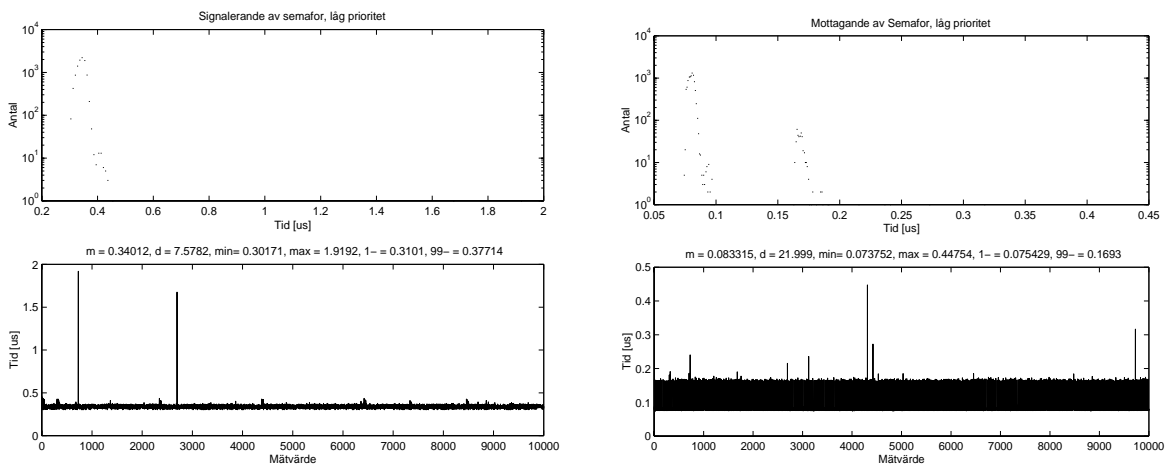 Signalerande av semafor, låg prioritet
Antal
10^4
10^3
10^2
10^1
10^0
0.2 0.4 0.6 0.8 1 1.2 1.4 1.6 1.8 2
Tid [us]
m = 0.34012, d = 7.5782, min= 0.30171, max = 1.9192, 1− = 0.3101, 99− = 0.37714
Tid [us]
2
1.5
1
0.5
0
0 1000 2000 3000 4000 5000 6000 7000 8000 9000 10000
Mätvärde
Mottagande av Semafor, låg prioritet
Antal
10^4
10^3
10^2
10^1
10^0
0.05 0.1 0.15 0.2 0.25 0.3 0.35 0.4 0.45
Tid [us]
m = 0.083315, d = 21.999, min= 0.073752, max = 0.44754, 1− = 0.075429, 99− = 0.1693
Tid [us]
0.5
0.4
0.3
0.2
0.1
0
0 1000 2000 3000 4000 5000 6000 7000 8000 9000 10000
Mätvärde